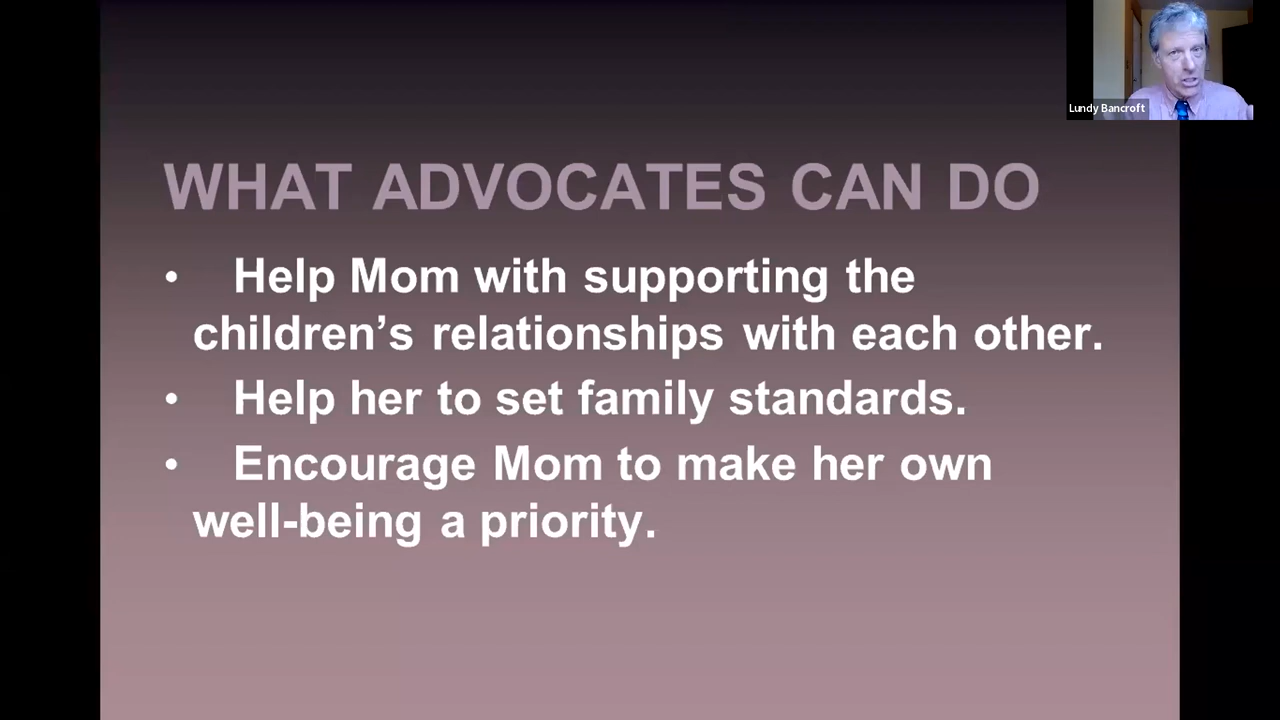 Lundy Bancroft
WHAT ADVOCATES CAN DO
• Help Mom with supporting the
children’s relationships with each other.
• Help her to set family standards.
• Encourage Mom to make her own
well-being a priority.